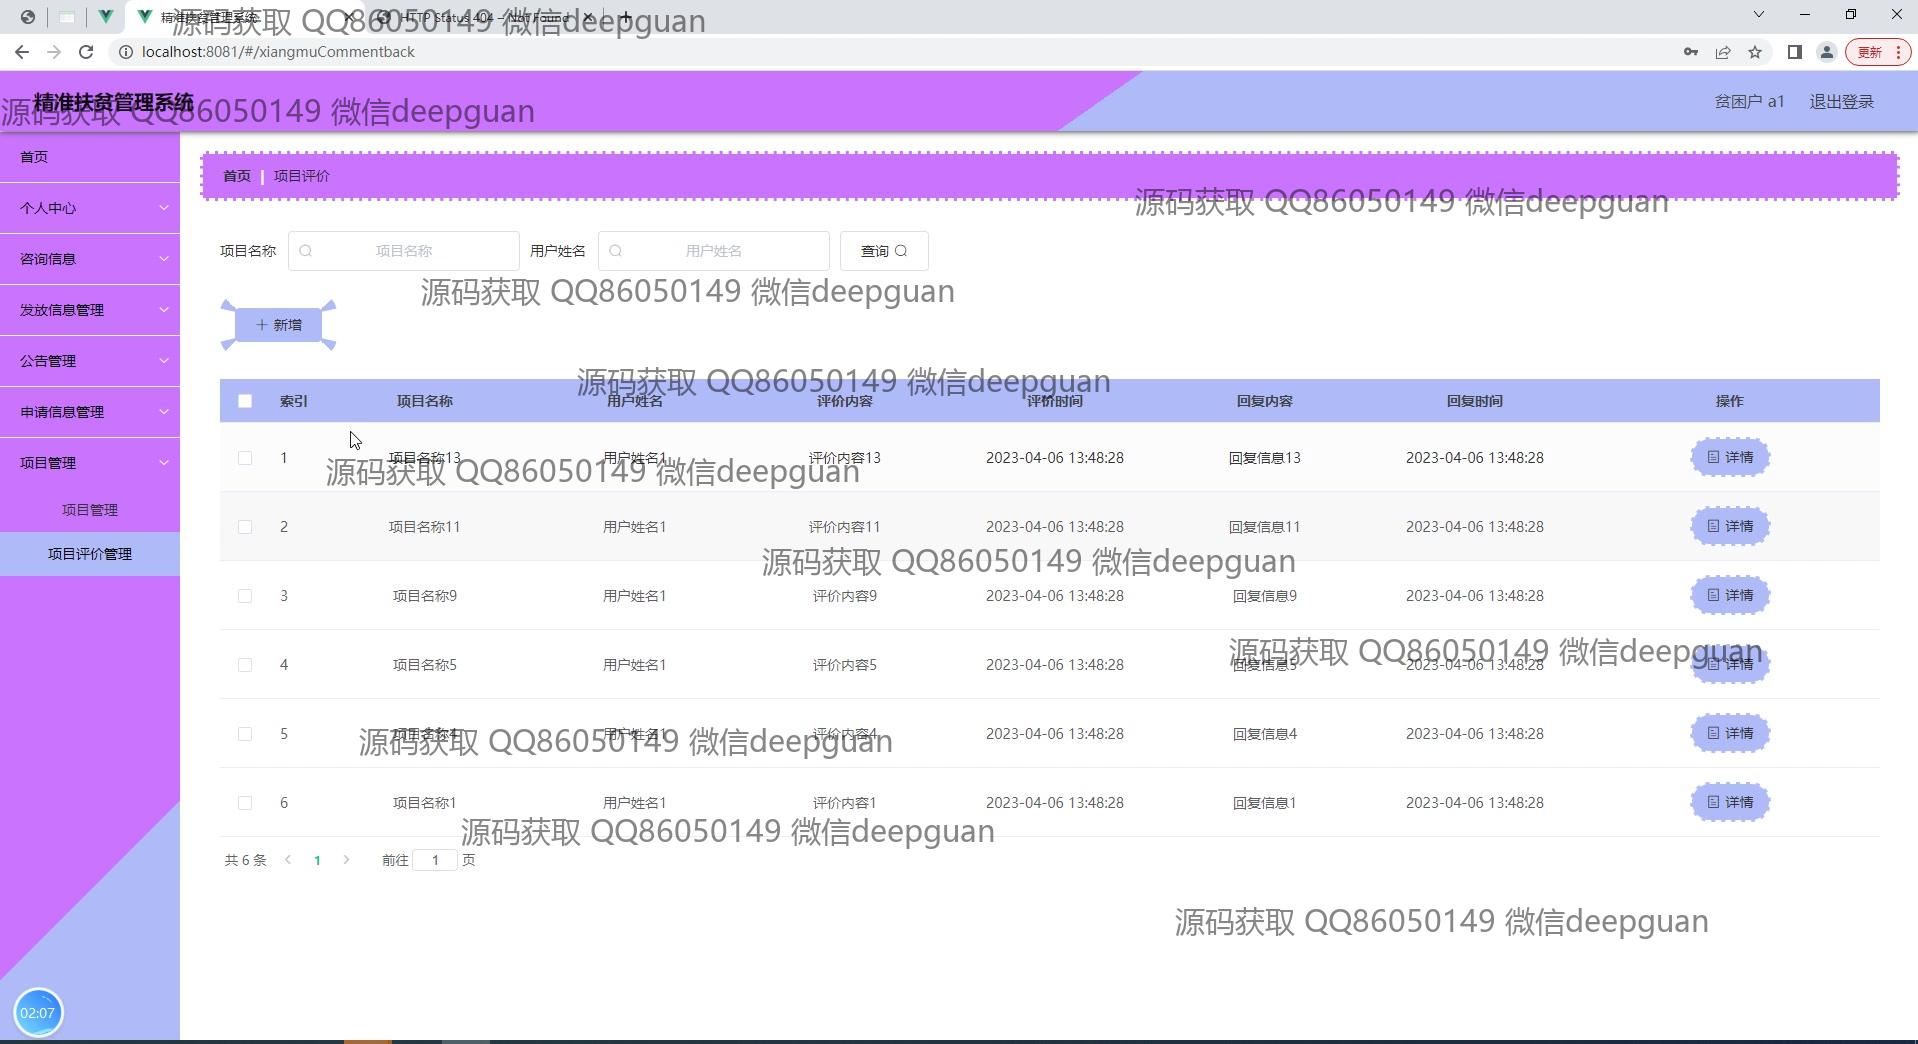 精准扶贫管理系统
HTTP Status 404 – Not Found
源码获取 QQ86050149 微信deepguan
localhost:8081/#/xiangmuCommentback
更新
精准扶贫管理系统
源码获取 QQ86050149 微信deepguan
贫困户 a1
退出登录
首页
个人中心
咨询信息
发放信息管理
公告管理
申请信息管理
项目管理
项目管理
项目评价管理
首页 | 项目评价
源码获取 QQ86050149 微信deepguan
项目名称 项目名称 用户姓名 用户姓名 查询
源码获取 QQ86050149 微信deepguan
+ 新增
源码获取 QQ86050149 微信deepguan
索引 项目名称 用户姓名 评价内容 评价时间 回复内容 回复时间 操作
1 项目名称13 用户姓名1 评价内容13 2023-04-06 13:48:28 回复信息13 2023-04-06 13:48:28 详情
源码获取 QQ86050149 微信deepguan
2 项目名称11 用户姓名1 评价内容11 2023-04-06 13:48:28 回复信息11 2023-04-06 13:48:28 详情
源码获取 QQ86050149 微信deepguan
3 项目名称9 用户姓名1 评价内容9 2023-04-06 13:48:28 回复信息9 2023-04-06 13:48:28 详情
源码获取 QQ86050149 微信deepguan
4 项目名称5 用户姓名1 评价内容5 2023-04-06 13:48:28 回复信息5 2023-04-06 13:48:28 详情
5 项目名称4 用户姓名1 评价内容4 2023-04-06 13:48:28 回复信息4 2023-04-06 13:48:28 详情
源码获取 QQ86050149 微信deepguan
6 项目名称1 用户姓名1 评价内容1 2023-04-06 13:48:28 回复信息1 2023-04-06 13:48:28 详情
源码获取 QQ86050149 微信deepguan
共 6 条 < 1 > 前往 1 页
源码获取 QQ86050149 微信deepguan
02:07